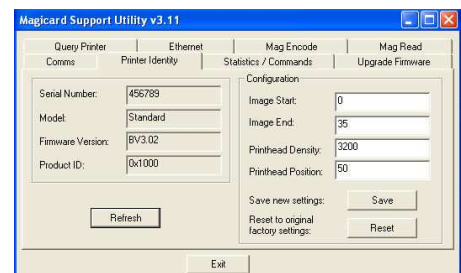 Magicard Support Utility v3.11
Query Printer Ethernet Mag Encode Mag Read
Comms Printer Identity Statistics / Commands Upgrade Firmware
Serial Number: 456789
Model: Standard
Firmware Version: BV3.02
Product ID: 0x1000
Refresh
Configuration
Image Start: 0
Image End: 35
Printhead Density: 3200
Printhead Position: 50
Save new settings: Save
Reset to original
factory settings: Reset
Exit